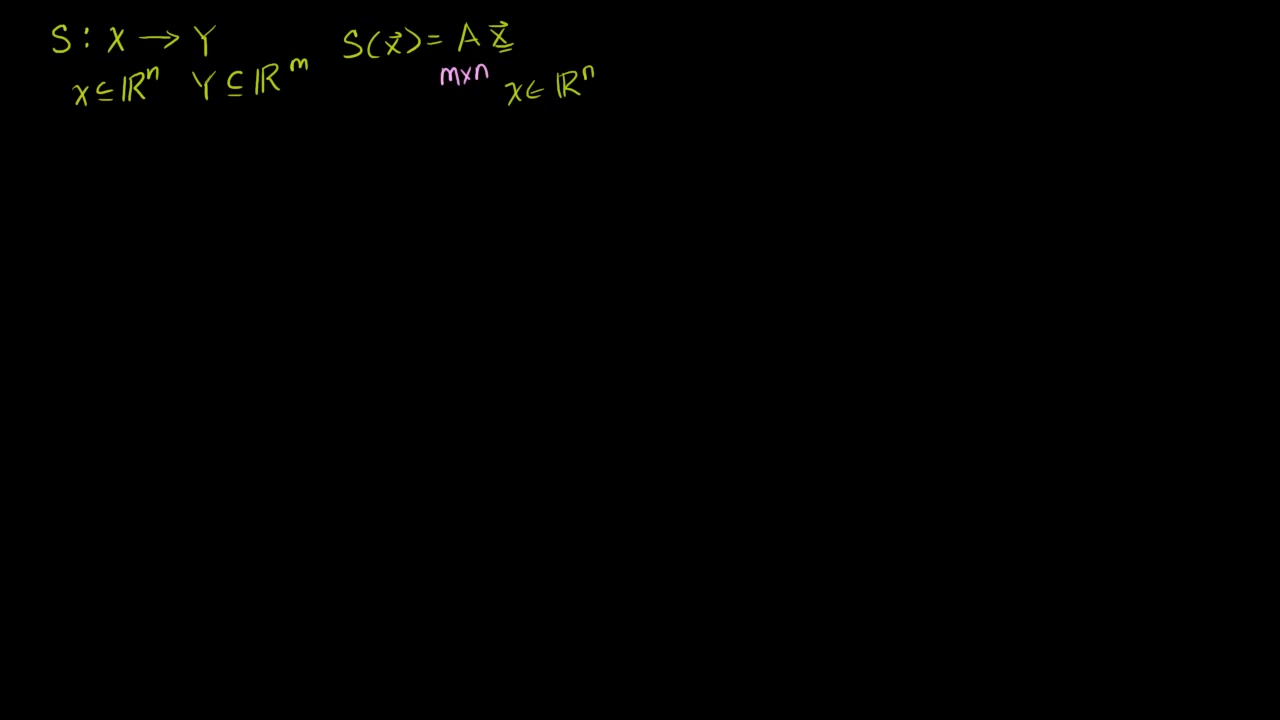 S : X → Y   S(x⃗) = A x⃗
x ⊆ ℝⁿ   Y ⊆ ℝᵐ   m×n   x ∈ ℝⁿ